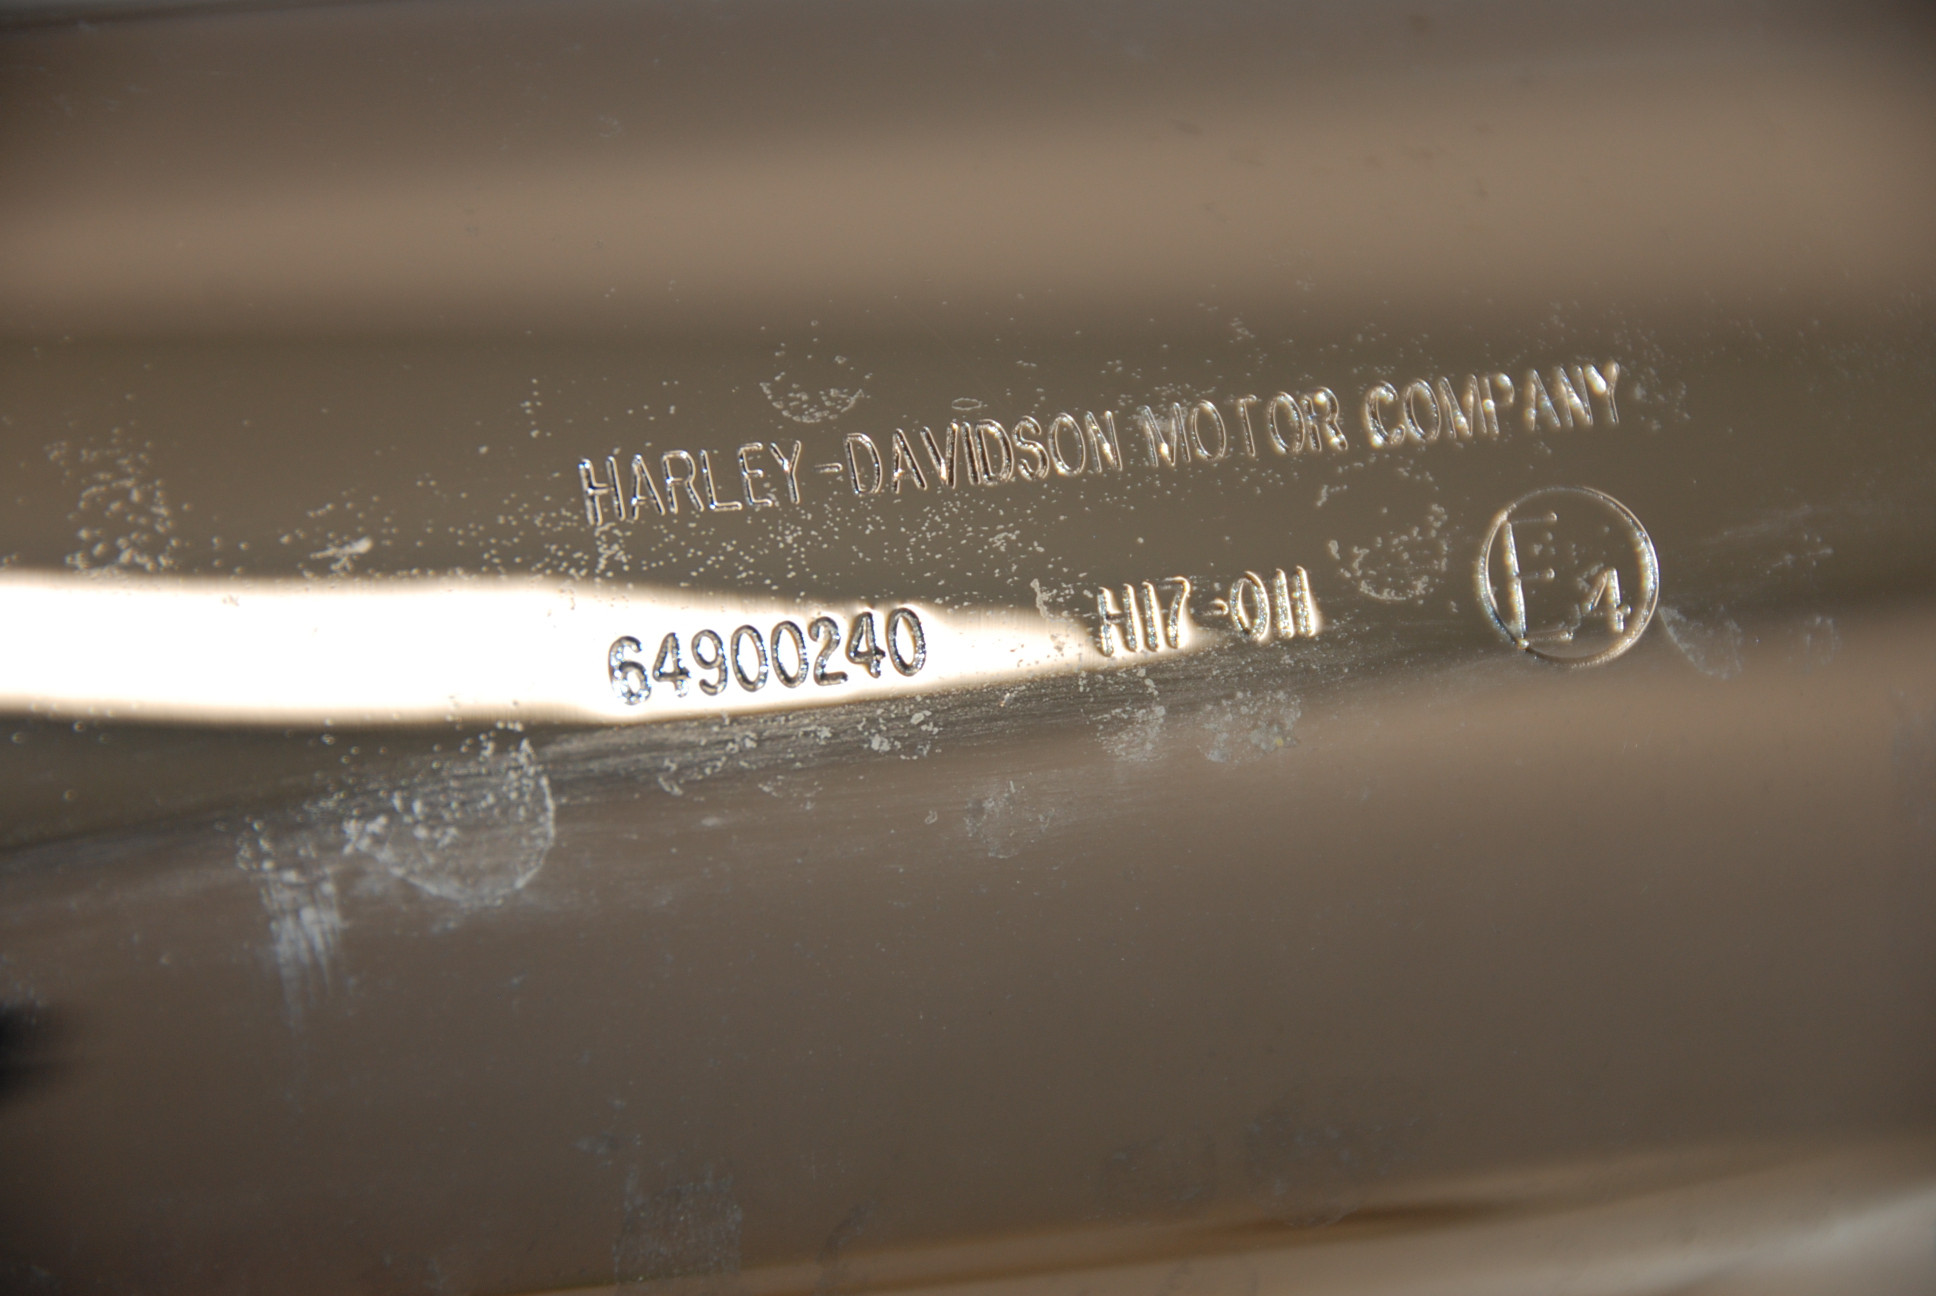 HARLEY-DAVIDSON MOTOR COMPANY
64900240 H17-011 E4